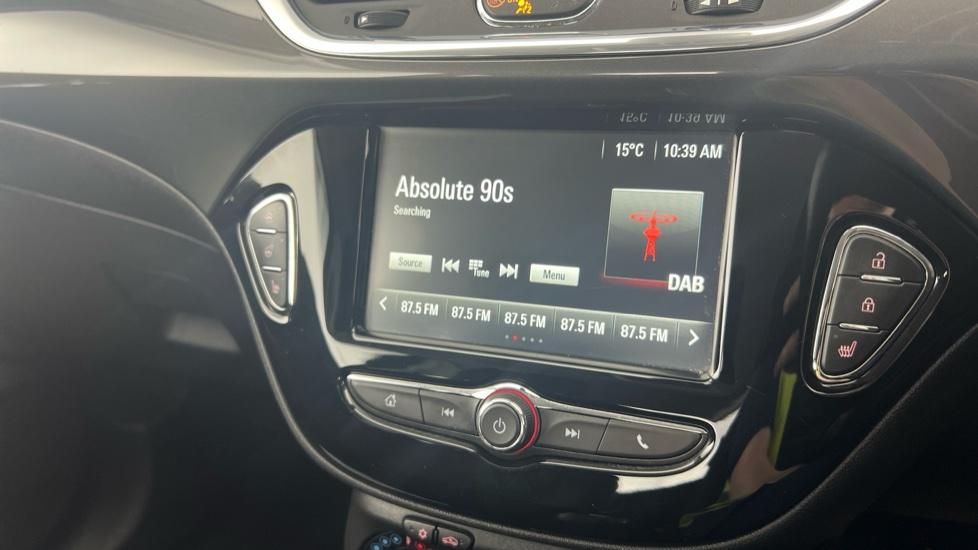 15°C 10:39 AM
Absolute 90s
Searching
DAB
Source Tune Menu
87.5 FM 87.5 FM 87.5 FM 87.5 FM 87.5 FM